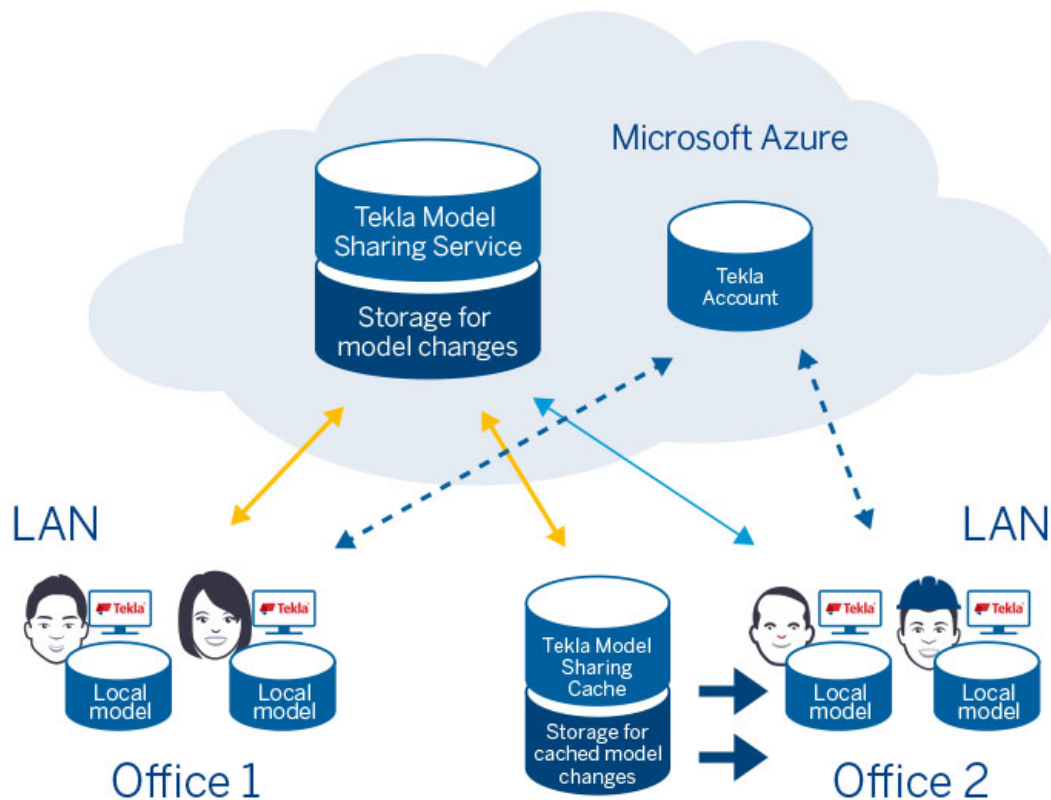 Microsoft Azure
Tekla Model
Sharing Service
Storage for
model changes
Tekla
Account
LAN
LAN
Tekla
Tekla
Tekla
Tekla
Local
model
Local
model
Tekla Model
Sharing
Cache
Storage for
cached model
changes
Local
model
Local
model
Office 1
Office 2